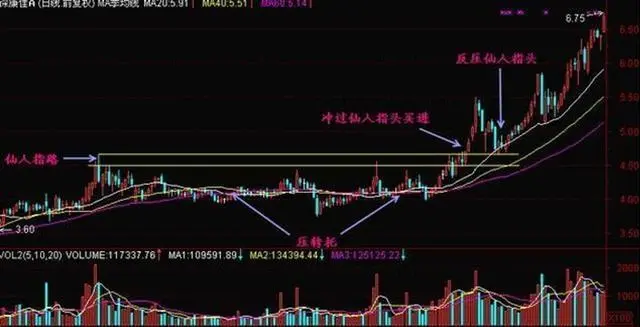 深康佳A (日线 前复权) MA季均线 MA20:5.91 ↑ MA40:5.51 ↑ MA60:5.14 ↑
6.75
反压仙人指头
冲过仙人指头买进
仙人指路
压转托
3.60
6.50
6.00
5.50
5.00
4.50
4.00
3.50
VOL2(5,10,20) VOLUME:117337.76 ↑ MA1:109591.89 ↓ MA2:134394.44 ↓ MA3:125125.22 ↓
2000
1000
X100